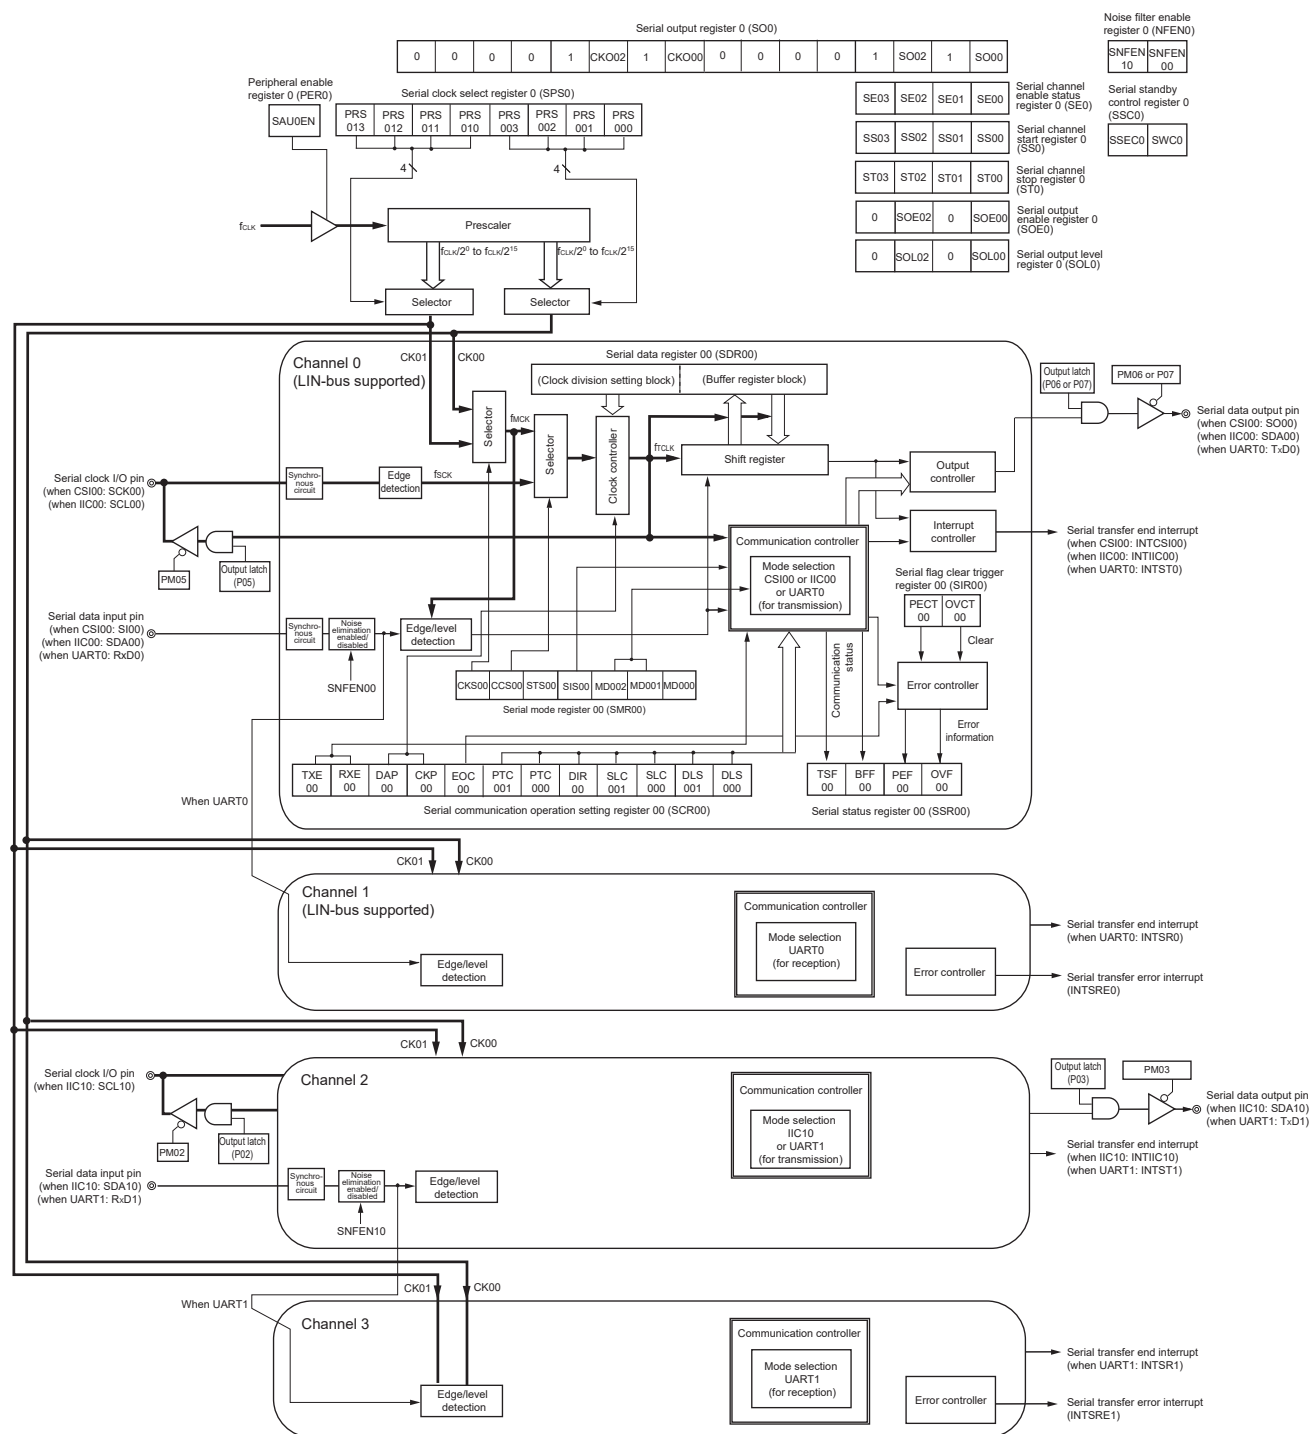 Serial output register 0 (SO0)
0 0 0 0 1 CKO02 1 CKO00 0 0 0 0 1 SO02 1 SO00
Noise filter enable
register 0 (NFEN0)
SNFEN
10
SNFEN
00
Peripheral enable
register 0 (PER0)
SAU0EN
Serial clock select register 0 (SPS0)
PRS
013
PRS
012
PRS
011
PRS
010
PRS
003
PRS
002
PRS
001
PRS
000
4
4
SE03 SE02 SE01 SE00
Serial channel
enable status
register 0 (SE0)
SS03 SS02 SS01 SS00
Serial channel
start register 0
(SS0)
ST03 ST02 ST01 ST00
Serial channel
stop register 0
(ST0)
0 SOE02 0 SOE00
Serial output
enable register 0
(SOE0)
0 SOL02 0 SOL00
Serial output level
register 0 (SOL0)
Serial standby
control register 0
(SSC0)
SSEC0 SWC0
fCLK
Prescaler
fCLK/2⁰ to fCLK/2¹⁵
fCLK/2⁰ to fCLK/2¹⁵
Selector
Selector
Channel 0
(LIN-bus supported)
CK01
CK00
Serial data register 00 (SDR00)
(Clock division setting block)
(Buffer register block)
Selector
fMCK
Selector
Clock controller
fTCLK
Shift register
Output latch
(P06 or P07)
PM06 or P07
Serial data output pin
(when CSI00: SO00)
(when IIC00: SDA00)
(when UART0: TxD0)
Serial clock I/O pin
(when CSI00: SCK00)
(when IIC00: SCL00)
Synchro-
nous
circuit
Edge
detection
fSCK
Output
controller
Interrupt
controller
Serial transfer end interrupt
(when CSI00: INTCSI00)
(when IIC00: INTIIC00)
(when UART0: INTST0)
PM05
Output latch
(P05)
Communication controller
Mode selection
CSI00 or IIC00
or UART0
(for transmission)
Serial flag clear trigger
register 00 (SIR00)
PECT
00
OVCT
00
Clear
Serial data input pin
(when CSI00: SI00)
(when IIC00: SDA00)
(when UART0: RxD0)
Synchro-
nous
circuit
Noise
elimination
enabled/
disabled
SNFEN00
Edge/level
detection
CKS00 CCS00 STS00 SIS00 MD002 MD001 MD000
Serial mode register 00 (SMR00)
Communication
status
Error controller
Error
information
When UART0
TXE
00
RXE
00
DAP
00
CKP
00
EOC
00
PTC
001
PTC
000
DIR
00
SLC
001
SLC
000
DLS
001
DLS
000
Serial communication operation setting register 00 (SCR00)
TSF
00
BFF
00
PEF
00
OVF
00
Serial status register 00 (SSR00)
CK01
CK00
Channel 1
(LIN-bus supported)
Communication controller
Mode selection
UART0
(for reception)
Edge/level
detection
Error controller
Serial transfer end interrupt
(when UART0: INTSR0)
Serial transfer error interrupt
(INTSRE0)
CK01
CK00
Channel 2
Serial clock I/O pin
(when IIC10: SCL10)
PM02
Output latch
(P02)
Communication controller
Mode selection
IIC10
or UART1
(for transmission)
Output latch
(P03)
PM03
Serial data output pin
(when IIC10: SDA10)
(when UART1: TxD1)
Serial transfer end interrupt
(when IIC10: INTIIC10)
(when UART1: INTST1)
Serial data input pin
(when IIC10: SDA10)
(when UART1: RxD1)
Synchro-
nous
circuit
Noise
elimination
enabled/
disabled
SNFEN10
Edge/level
detection
When UART1
CK01
CK00
Channel 3
Communication controller
Mode selection
UART1
(for reception)
Edge/level
detection
Error controller
Serial transfer end interrupt
(when UART1: INTSR1)
Serial transfer error interrupt
(INTSRE1)